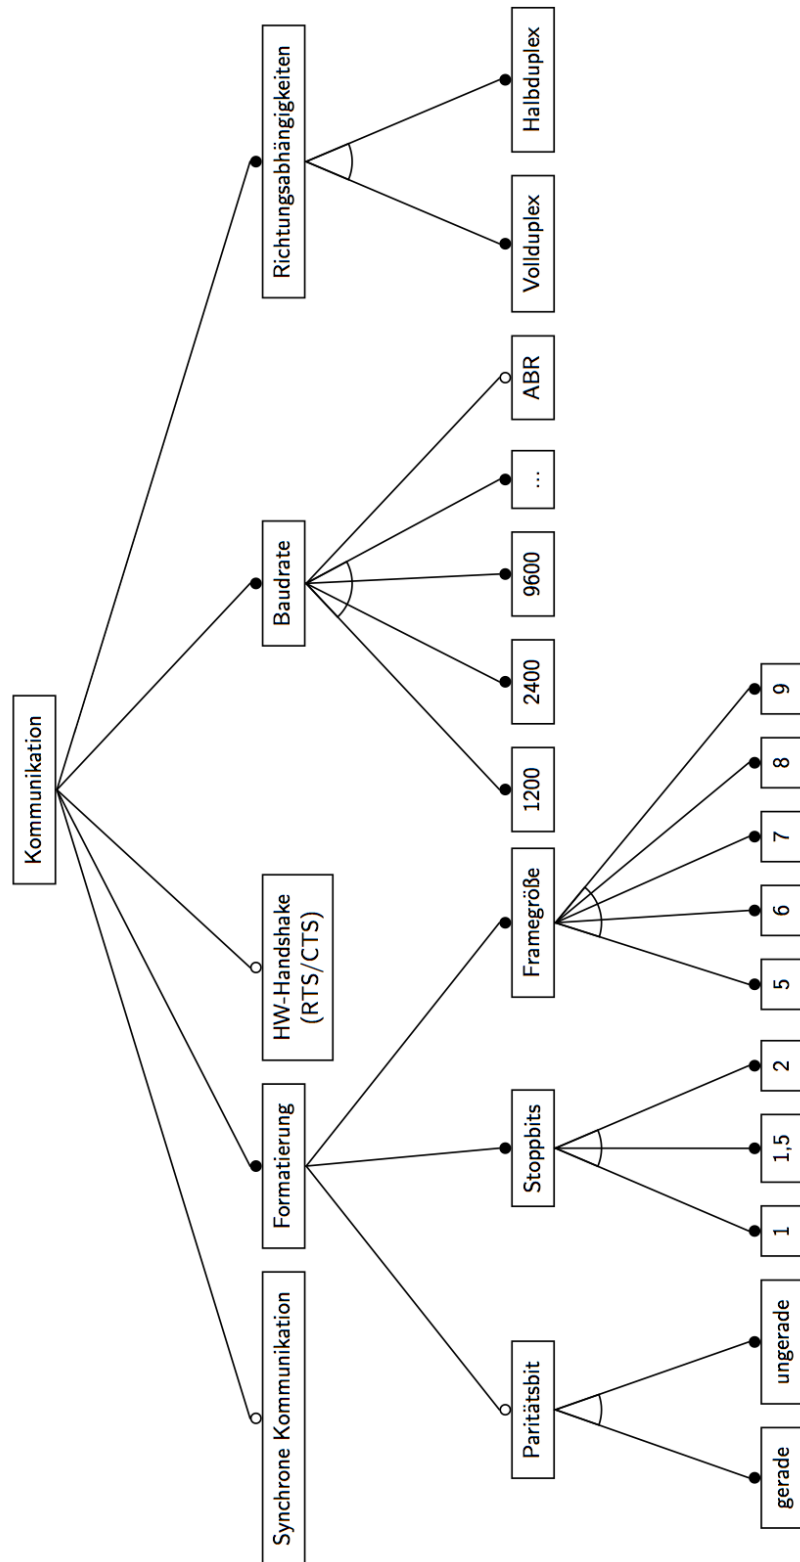 Kommunikation
Synchrone Kommunikation
Formatierung
HW-Handshake
(RTS/CTS)
Baudrate
Richtungsabhängigkeiten
Paritätsbit
Stoppbits
Framegröße
1200
2400
9600
...
ABR
Vollduplex
Halbduplex
gerade
ungerade
1
1,5
2
5
6
7
8
9